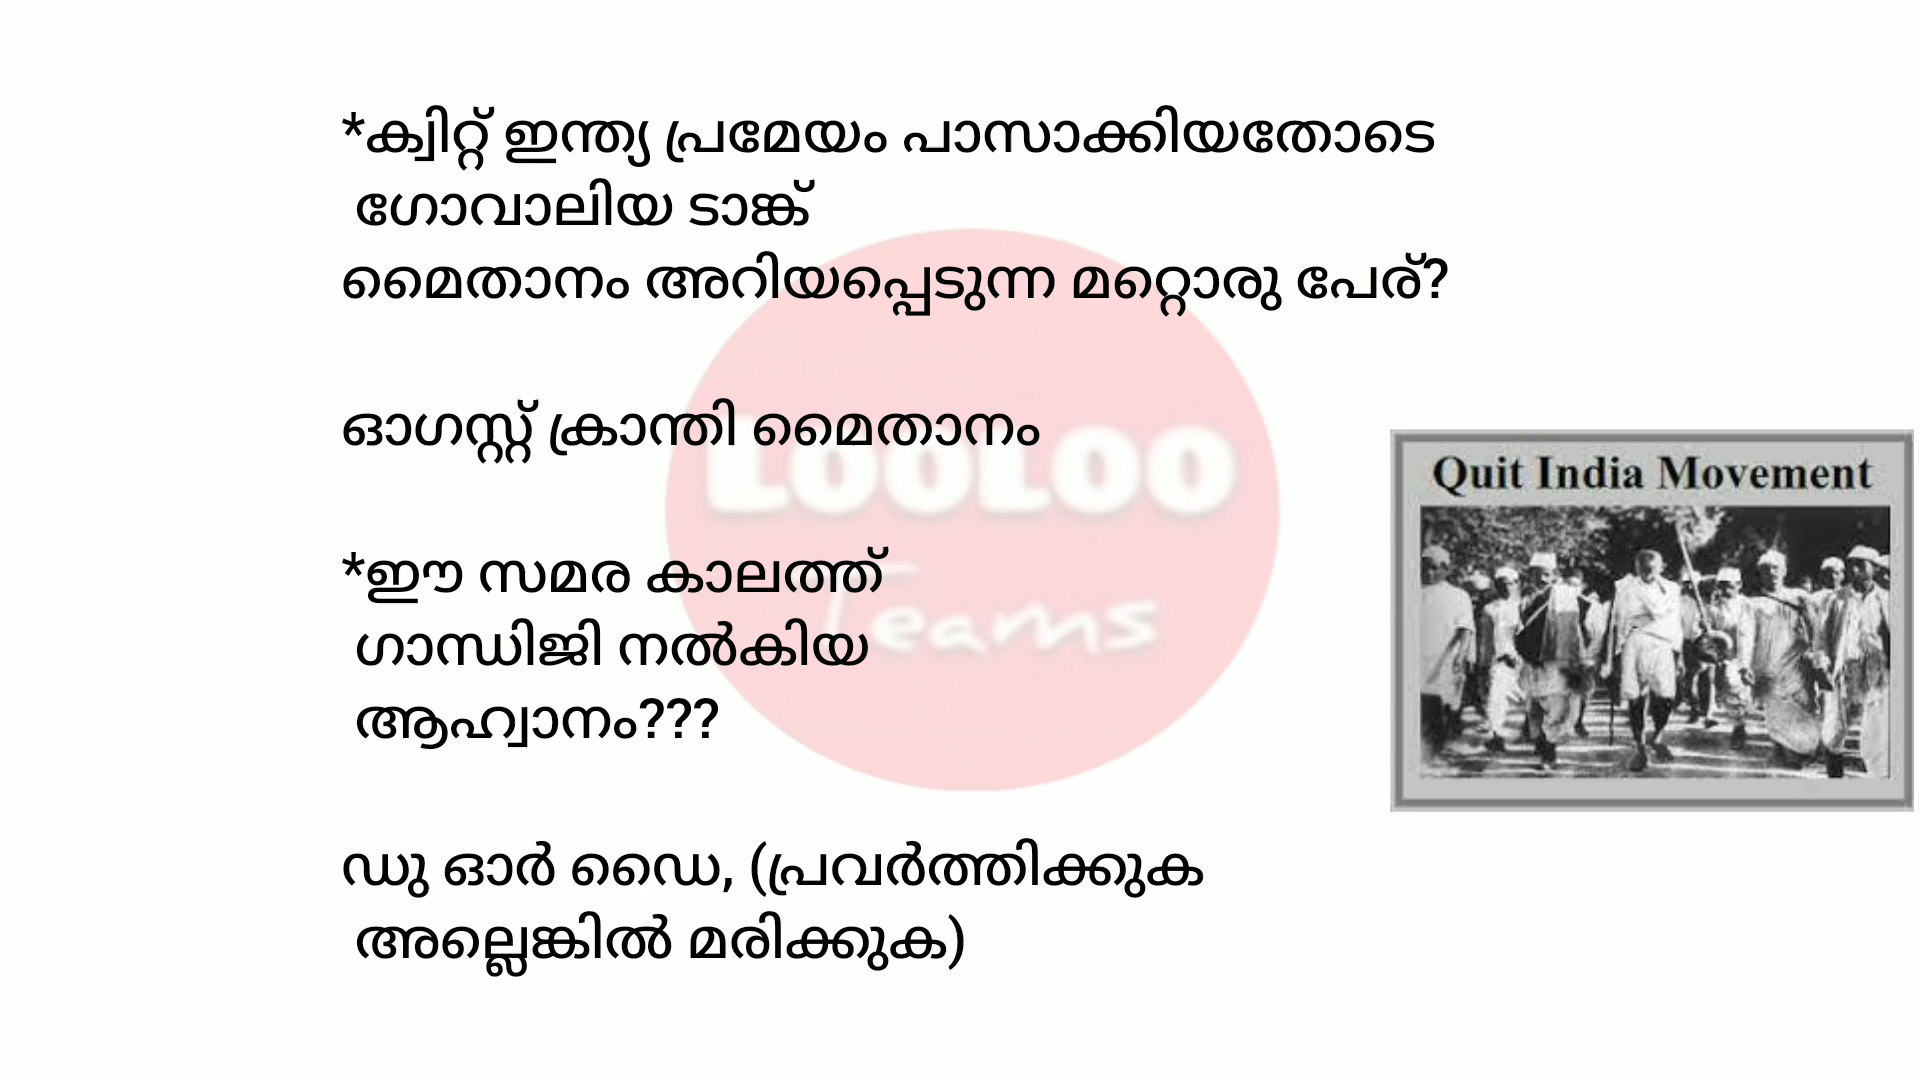 *ക്വിറ്റ് ഇന്ത്യ പ്രമേയം പാസാക്കിയതോടെ
ഗോവാലിയ ടാങ്ക്
മൈതാനം അറിയപ്പെടുന്ന മറ്റൊരു പേര്?
ഓഗസ്റ്റ് ക്രാന്തി മൈതാനം
LOOLOO
Teams
*ഈ സമര കാലത്ത്
ഗാന്ധിജി നൽകിയ
ആഹ്വാനം???
ഡു ഓർ ഡൈ, (പ്രവർത്തിക്കുക
അല്ലെങ്കിൽ മരിക്കുക)
Quit India Movement